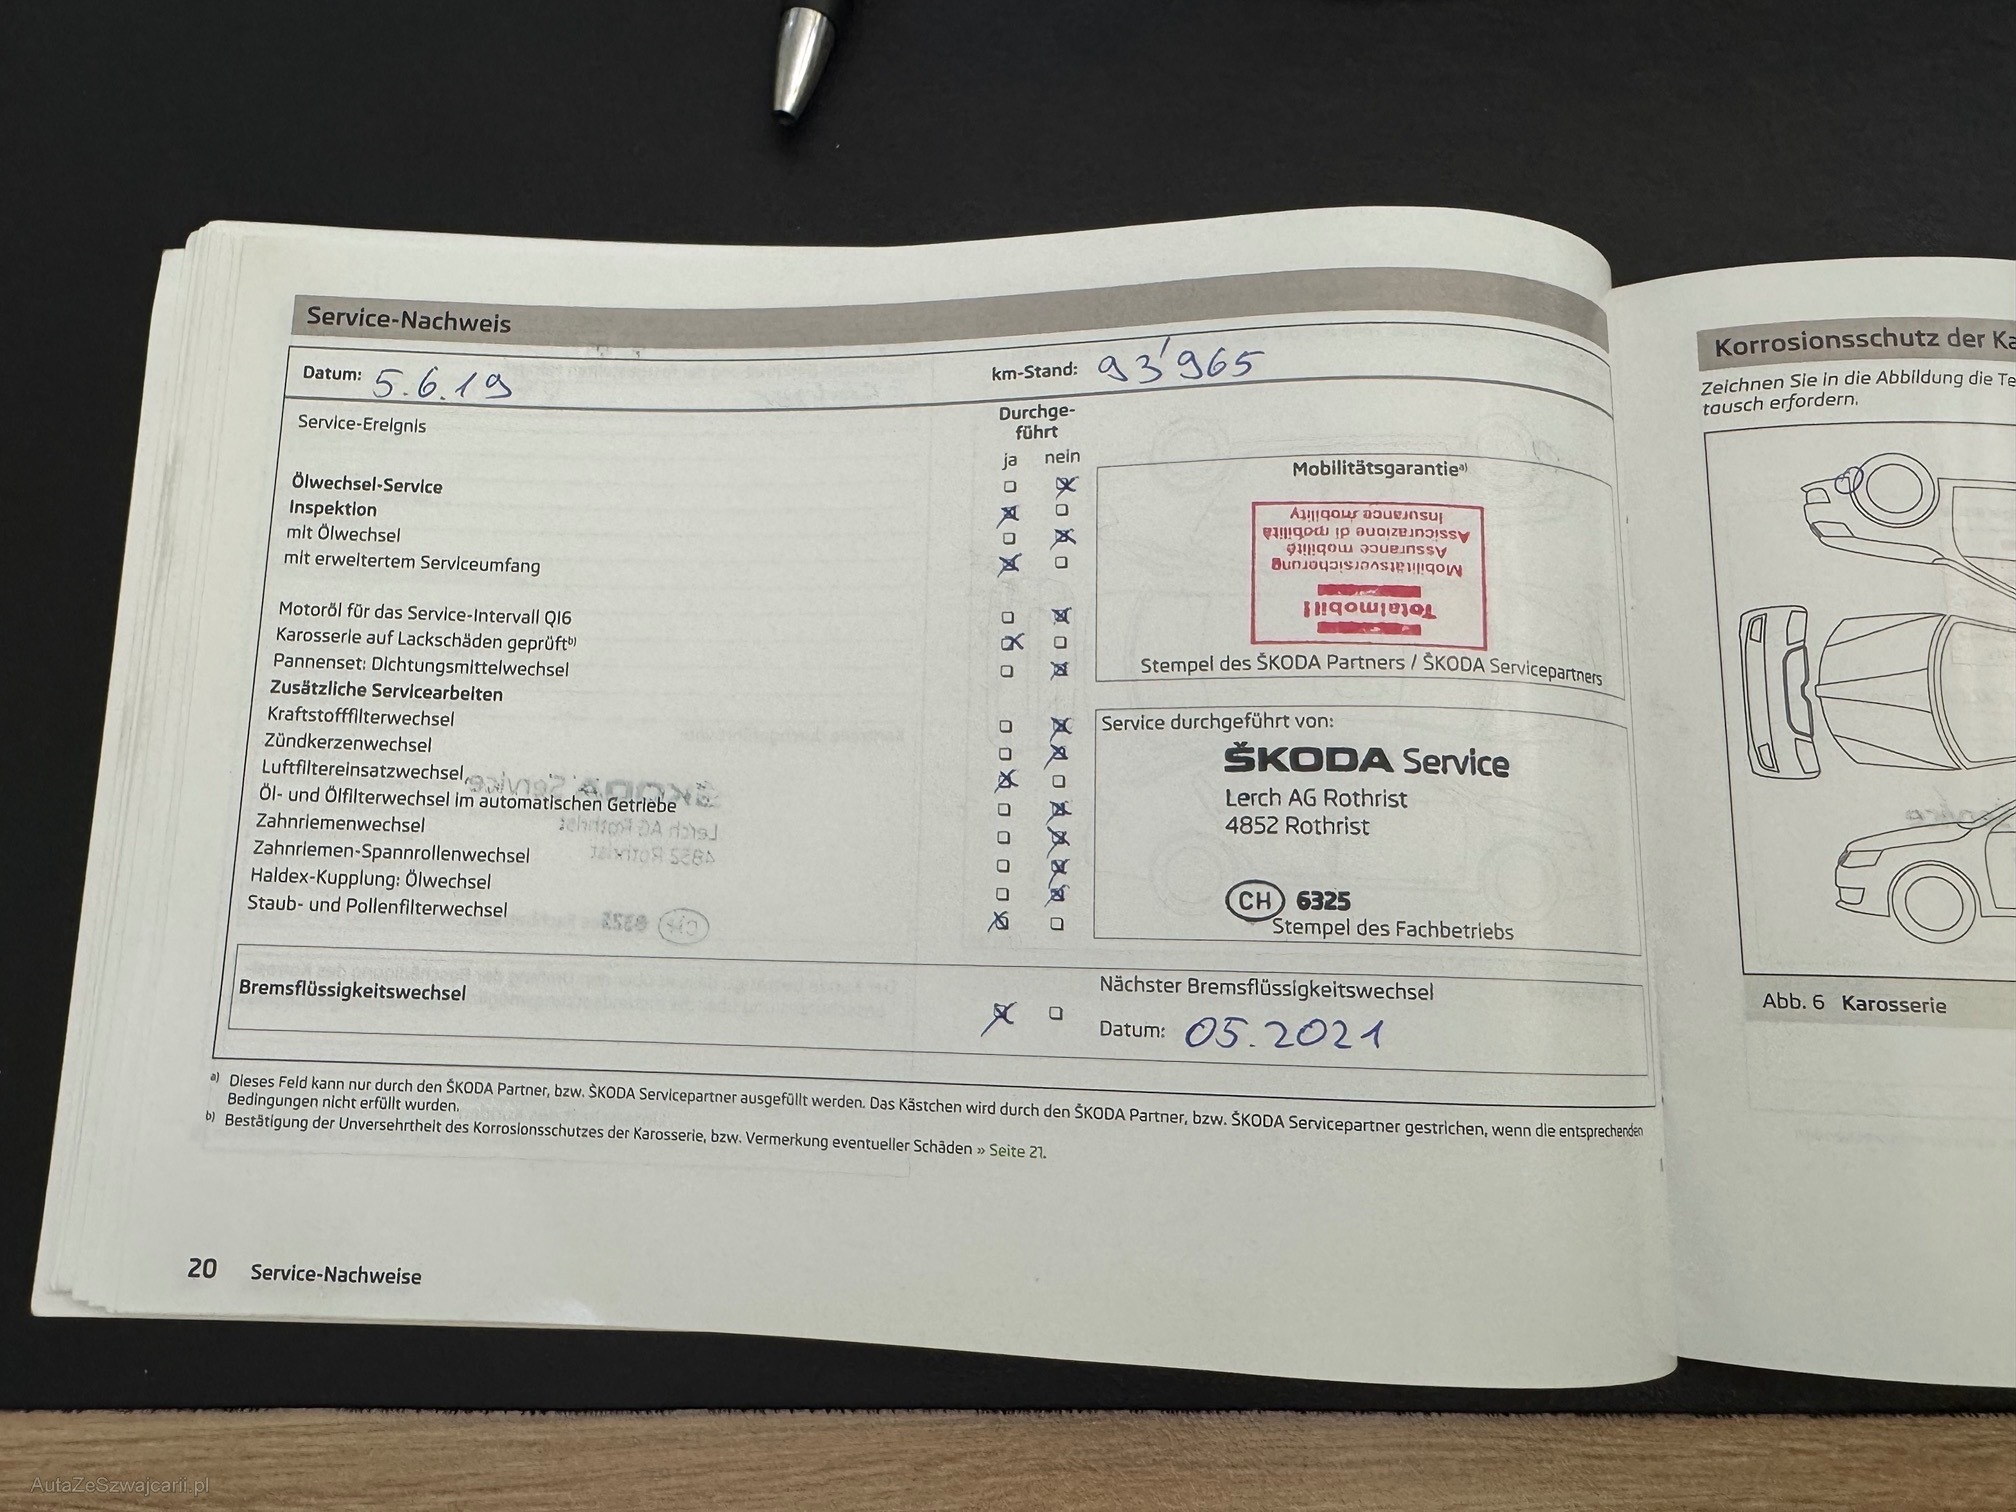 Service-Nachweis
Datum: 5.6.19
km-Stand: 93'965
Service-Ereignis
Durchge-
führt
ja nein
Ölwechsel-Service
Inspektion
mit Ölwechsel
mit erweitertem Serviceumfang
Motoröl für das Service-Intervall QI6
Karosserie auf Lackschäden geprüft b)
Pannenset: Dichtungsmittelwechsel
Zusätzliche Servicearbeiten
Kraftstofffilterwechsel
Zündkerzenwechsel
Luftfiltereinsatzwechsel
Öl- und Ölfilterwechsel im automatischen Getriebe
Zahnriemenwechsel
Zahnriemen-Spannrollenwechsel
Haldex-Kupplung: Ölwechsel
Staub- und Pollenfilterwechsel
Mobilitätsgarantie a)
Totalmobil!
Mobilitätsversicherung
Assurance mobilité
Assicurazione di mobilità
Insurance mobility
Stempel des ŠKODA Partners / ŠKODA Servicepartners
Service durchgeführt von:
ŠKODA Service
Lerch AG Rothrist
4852 Rothrist
CH 6325
Stempel des Fachbetriebs
Bremsflüssigkeitswechsel
Nächster Bremsflüssigkeitswechsel
Datum: 05.2021
a) Dieses Feld kann nur durch den ŠKODA Partner, bzw. ŠKODA Servicepartner ausgefüllt werden. Das Kästchen wird durch den ŠKODA Partner, bzw. ŠKODA Servicepartner gestrichen, wenn die entsprechenden
Bedingungen nicht erfüllt wurden.
b) Bestätigung der Unversehrtheit des Korrosionsschutzes der Karosserie, bzw. Vermerkung eventueller Schäden » Seite 21.
20 Service-Nachweise
Korrosionsschutz der
Zeichnen Sie in die Abbildung die
tausch erfordern.
Abb. 6 Karosserie
AutaZeSzwajcarii.pl